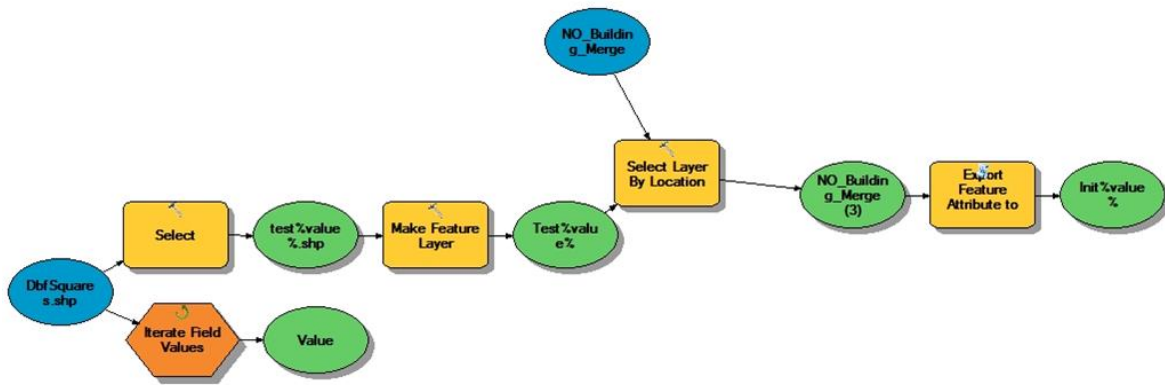 NO_Buildin
g_Merge
Select Layer
By Location
NO_Buildin
g_Merge
(3)
Export
Feature
Attribute to
Init%value
%
Select
test%value
%.shp
Make Feature
Layer
Test%valu
e%
DbfSquare
s.shp
Iterate Field
Values
Value